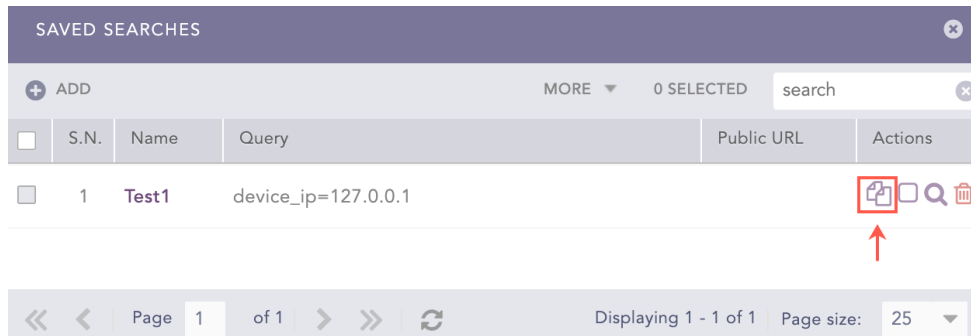 SAVED SEARCHES
ADD MORE 0 SELECTED search
S.N. Name Query Public URL Actions
1 Test1 device_ip=127.0.0.1
Page 1 of 1 Displaying 1 - 1 of 1 Page size: 25